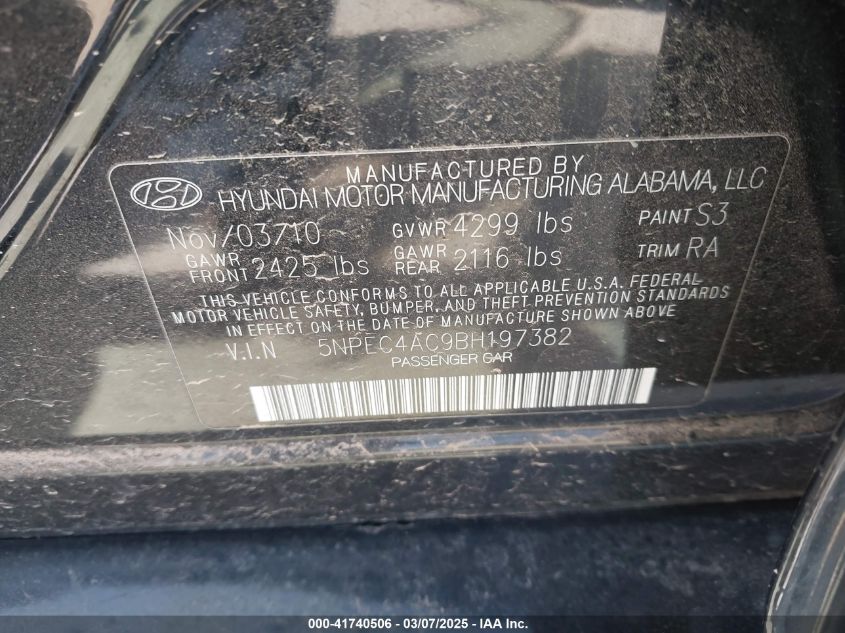 MANUFACTURED BY
HYUNDAI MOTOR MANUFACTURING ALABAMA, LLC
Nov/03/10 GVWR 4299 lbs PAINT S3
GAWR FRONT 2425 lbs GAWR REAR 2116 lbs TRIM RA
THIS VEHICLE CONFORMS TO ALL APPLICABLE U.S.A. FEDERAL
MOTOR VEHICLE SAFETY, BUMPER, AND THEFT PREVENTION STANDARDS
IN EFFECT ON THE DATE OF MANUFACTURE SHOWN ABOVE
V.I.N 5NPEC4AC9BH197382
PASSENGER CAR
000-41740506 - 03/07/2025 - IAA Inc.